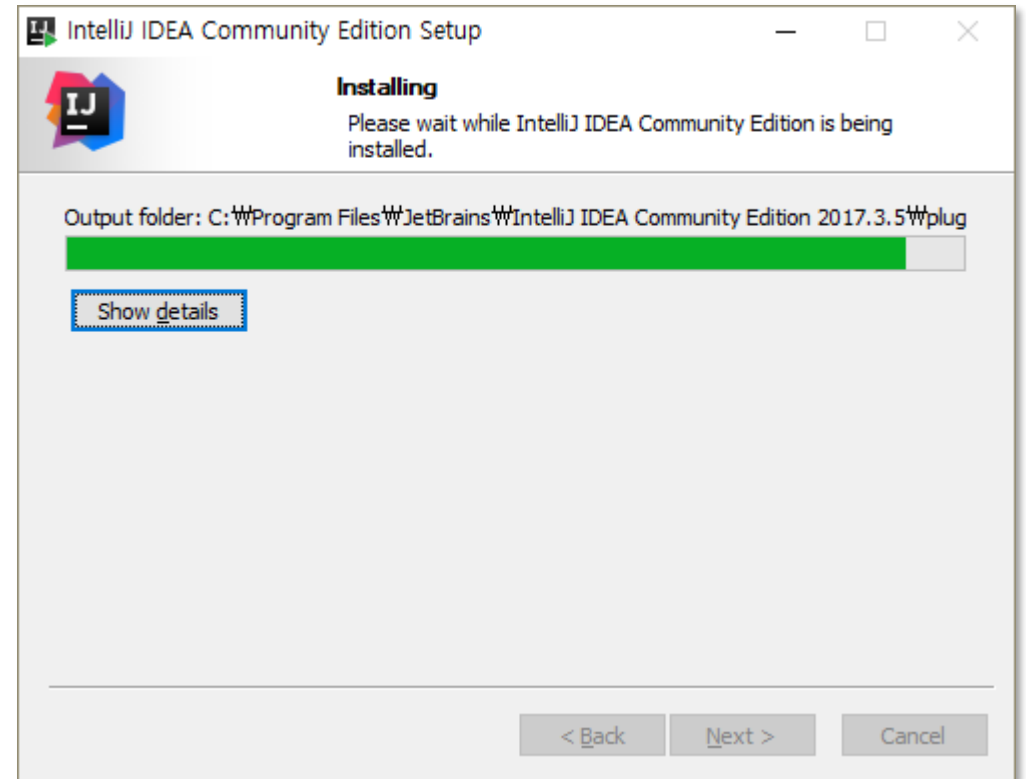 IntelliJ IDEA Community Edition Setup
IJ
Installing
Please wait while IntelliJ IDEA Community Edition is being
installed.
Output folder: C:₩Program Files₩JetBrains₩IntelliJ IDEA Community Edition 2017.3.5₩plug
Show details
< Back Next > Cancel